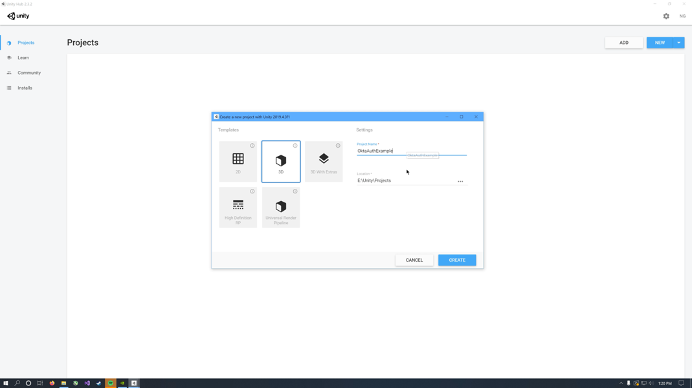 Unity Hub 2.3.2
unity
NG
Projects
Learn
Community
Installs
Projects
ADD
NEW
Create a new project with Unity 2019.4.3f1
Templates
Settings
2D
3D
3D With Extras
High Definition RP
Universal Render Pipeline
Project Name *
OktaAuthExample
Location *
E:\Unity\Projects
CANCEL
CREATE
1:20 PM